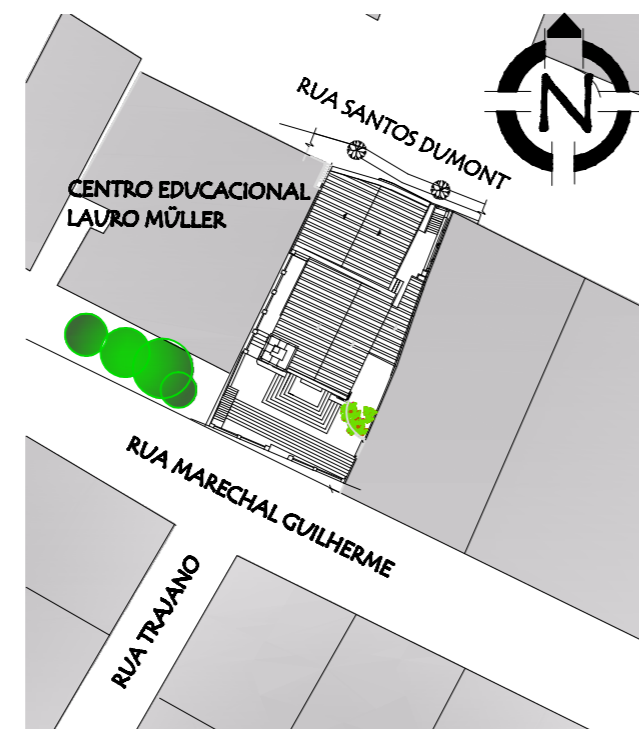 N
RUA SANTOS DUMONT
CENTRO EDUCACIONAL
LAURO MÜLLER
RUA MARECHAL GUILHERME
RUA TRAJANO